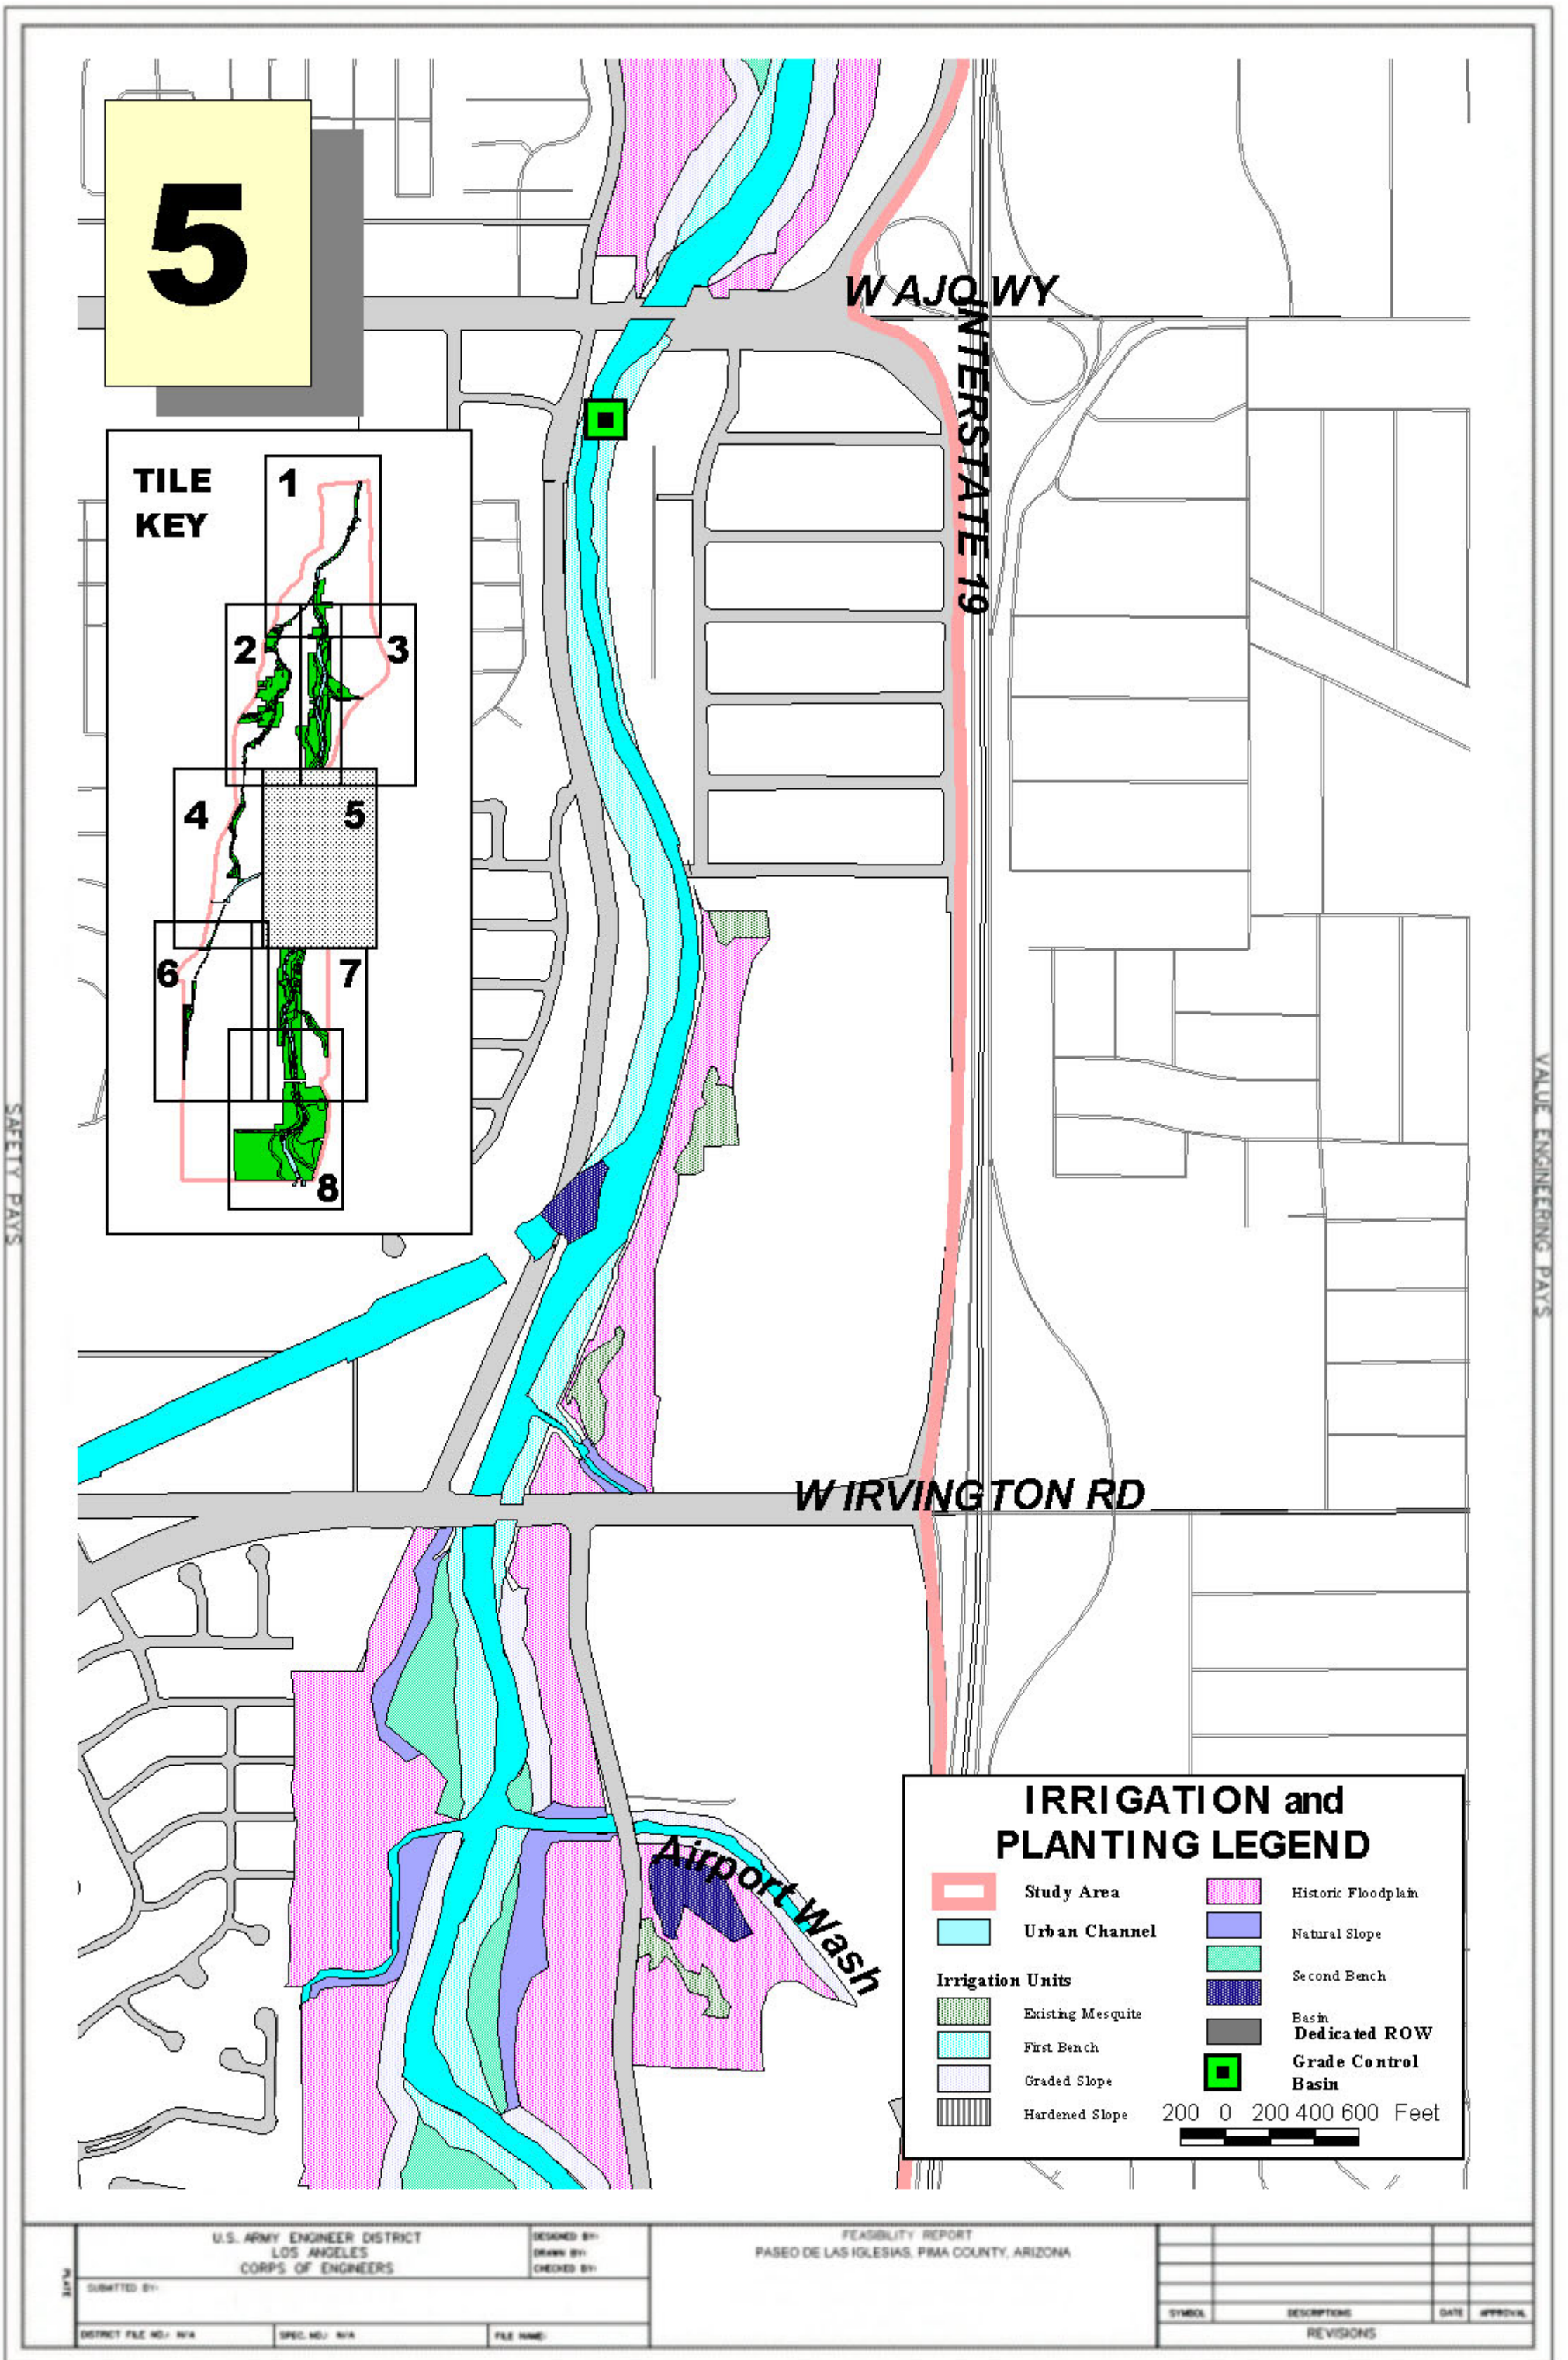 5
W AJO WY
INTERSTATE 19
TILE
KEY
1
2
3
4
5
6
7
8
SAFETY PAYS
VALUE ENGINEERING PAYS
W IRVINGTON RD
Airport Wash
IRRIGATION and
PLANTING LEGEND
Study Area
Urban Channel
Irrigation Units
Existing Mesquite
First Bench
Graded Slope
Hardened Slope
Historic Floodplain
Natural Slope
Second Bench
Basin
Dedicated ROW
Grade Control
Basin
200 0 200 400 600 Feet
PLATE
U.S. ARMY ENGINEER DISTRICT
LOS ANGELES
CORPS OF ENGINEERS
SUBMITTED BY:
DISTRICT FILE NO.: N/A
SPEC. NO.: N/A
FILE NAME:
DESIGNED BY:
DRAWN BY:
CHECKED BY:
FEASIBILITY REPORT
PASEO DE LAS IGLESIAS, PIMA COUNTY, ARIZONA
SYMBOL
DESCRIPTIONS
DATE
APPROVAL
REVISIONS